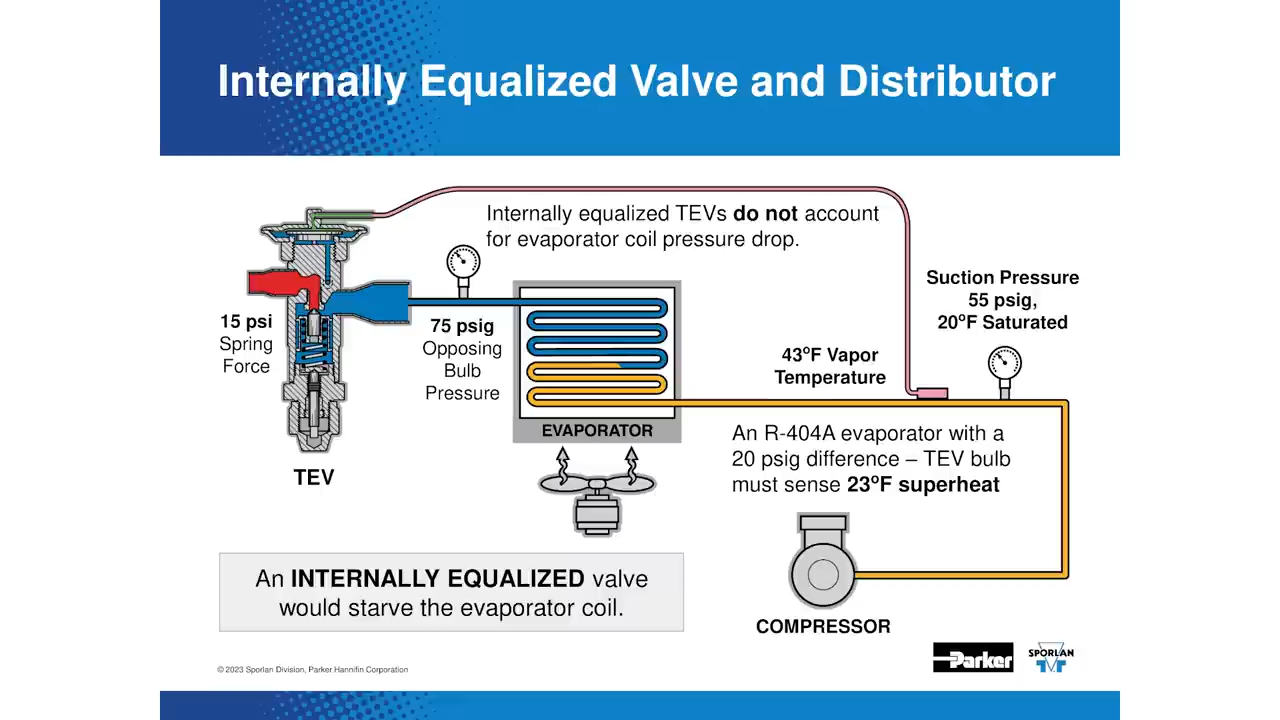 Internally Equalized Valve and Distributor
Internally equalized TEVs do not account
for evaporator coil pressure drop.
Suction Pressure
55 psig,
20ºF Saturated
15 psi
Spring
Force
75 psig
Opposing
Bulb
Pressure
43ºF Vapor
Temperature
EVAPORATOR
An R-404A evaporator with a
20 psig difference – TEV bulb
must sense 23ºF superheat
TEV
An INTERNALLY EQUALIZED valve
would starve the evaporator coil.
COMPRESSOR
Parker
SPORLAN
© 2023 Sporlan Division, Parker Hannifin Corporation